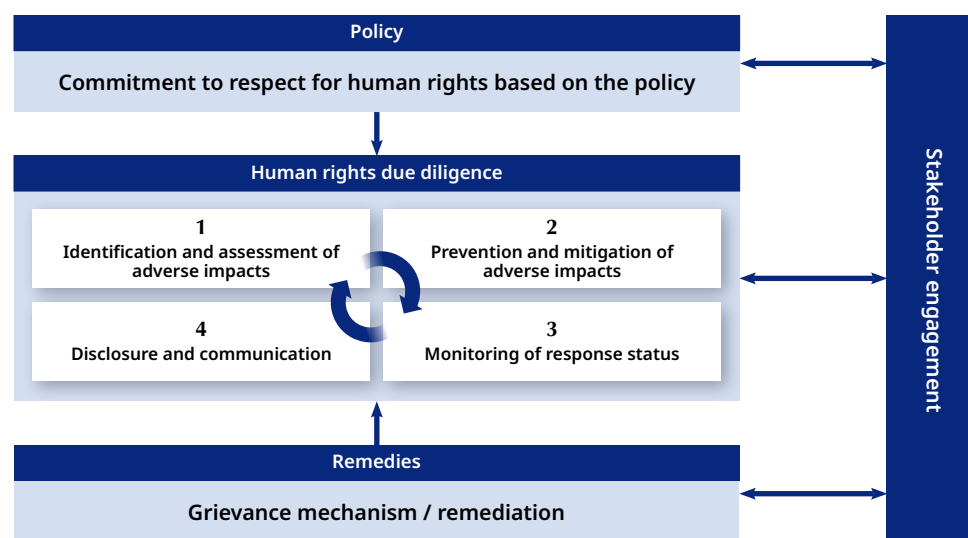 Policy
Commitment to respect for human rights based on the policy
Human rights due diligence
1
Identification and assessment of
adverse impacts
2
Prevention and mitigation of
adverse impacts
4
Disclosure and communication
3
Monitoring of response status
Remedies
Grievance mechanism / remediation
Stakeholder engagement